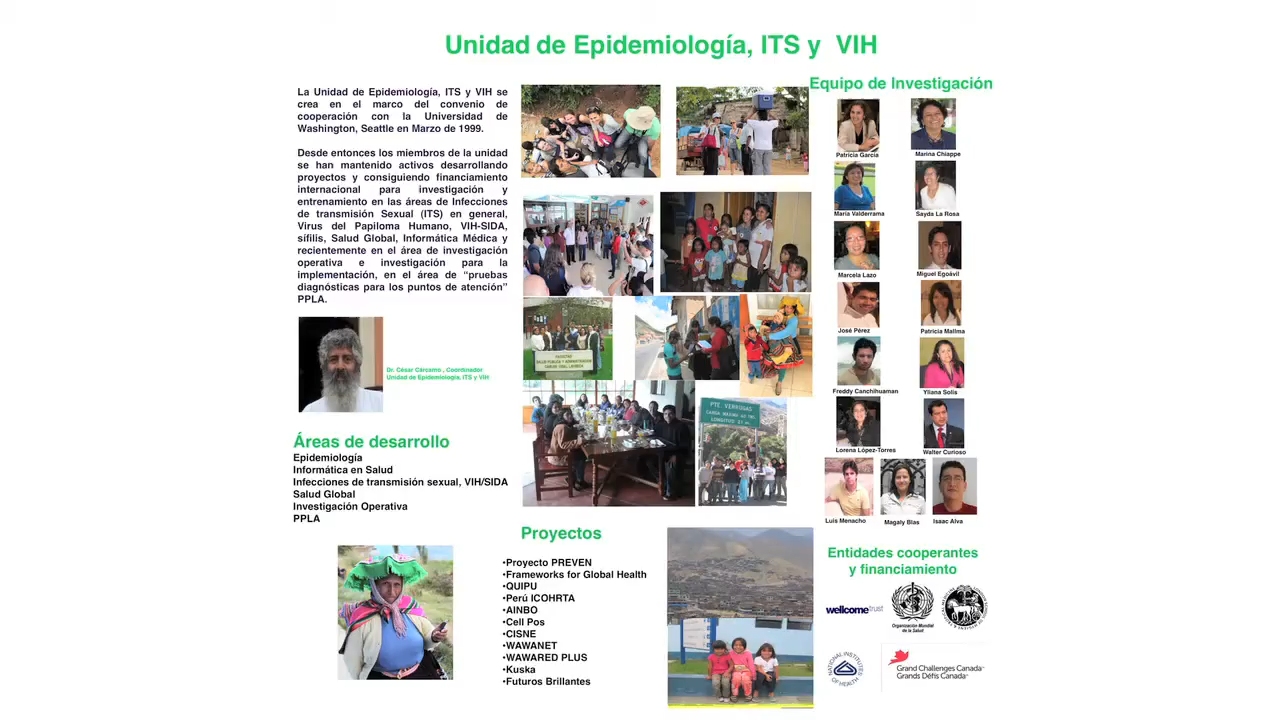 Unidad de Epidemiología, ITS y VIH
La Unidad de Epidemiología, ITS y VIH se
crea en el marco del convenio de
cooperación con la Universidad de
Washington, Seattle en Marzo de 1999.
Desde entonces los miembros de la unidad
se han mantenido activos desarrollando
proyectos y consiguiendo financiamiento
internacional para investigación y
entrenamiento en las áreas de Infecciones
de transmisión Sexual (ITS) en general,
Virus del Papiloma Humano, VIH-SIDA,
sífilis, Salud Global, Informática Médica y
recientemente en el área de investigación
operativa e investigación para la
implementación, en el área de “pruebas
diagnósticas para los puntos de atención”
PPLA.
Dr. César Cárcamo , Coordinador
Unidad de Epidemiología, ITS y VIH
Áreas de desarrollo
Epidemiología
Informática en Salud
Infecciones de transmisión sexual, VIH/SIDA
Salud Global
Investigación Operativa
PPLA
PTE. VERRUGAS
Proyectos
•Proyecto PREVEN
•Frameworks for Global Health
•QUIPU
•Perú ICOHRTA
•AINBO
•Cell Pos
•CISNE
•WAWANET
•WAWARED PLUS
•Kuska
•Futuros Brillantes
Equipo de Investigación
Patricia García
Marina Chiappe
María Valderrama
Sayda La Rosa
Marcela Lazo
Miguel Egoávil
José Pérez
Patricia Mallma
Freddy Canchihuaman
Yliana Solís
Lorena López-Torres
Walter Curioso
Luis Menacho
Magaly Blas
Isaac Alva
Entidades cooperantes
y financiamiento
wellcome
Organización Mundial
de la Salud
NATIONAL INSTITUTES
OF HEALTH
Grand Challenges Canada™
Grands Défis Canada™